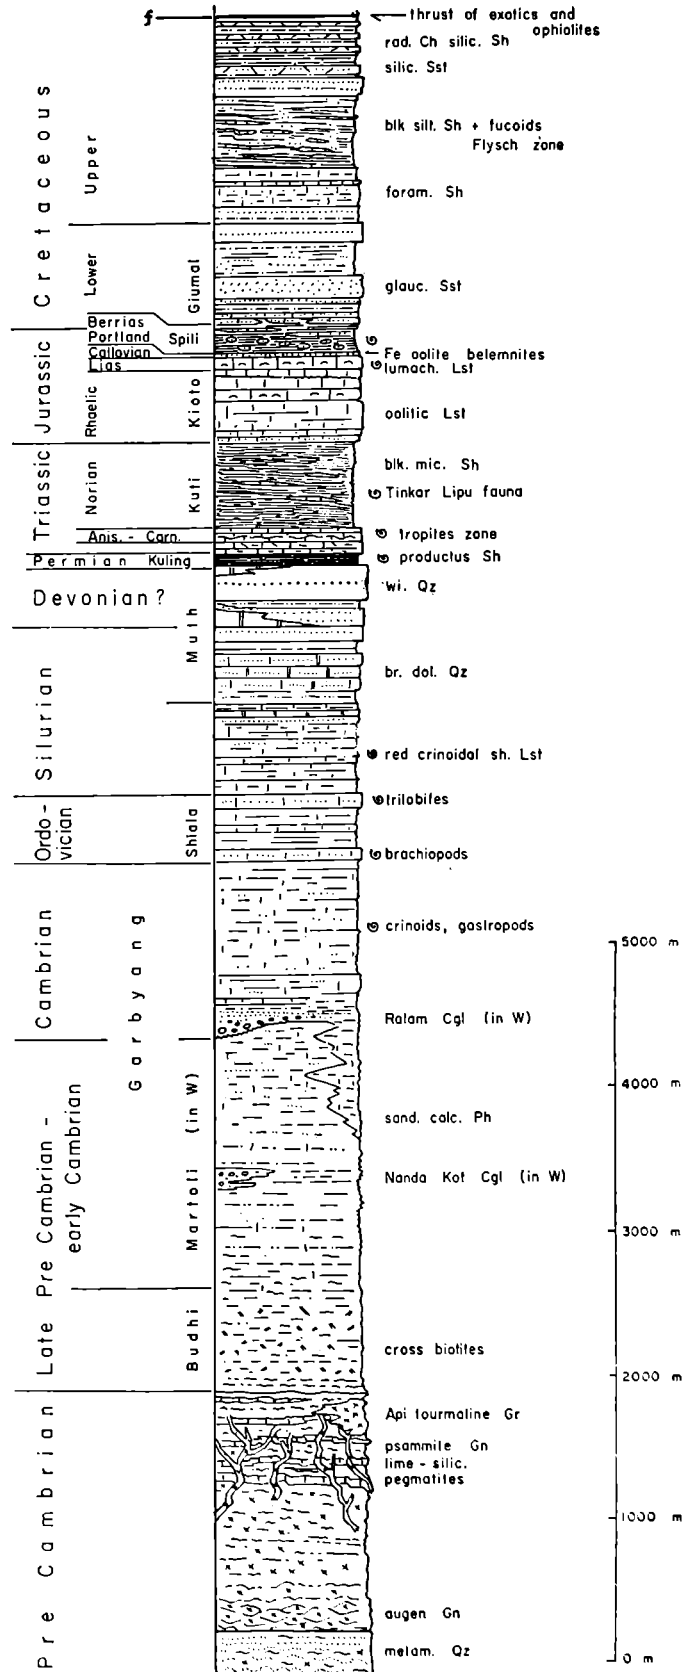 f
thrust of exotics and
ophiolites
rad. Ch silic. Sh
silic. Sst
blk silt. Sh + fucoids
Flysch zone
foram. Sh
glauc. Sst
Fe oolite belemnites
lumach. Lst
oolitic Lst
blk. mic. Sh
Tinkar Lipu fauna
tropites zone
productus Sh
wi. Qz
br. dol. Qz
red crinoidal sh. Lst
trilobites
brachiopods
crinoids, gastropods
Ralam Cgl (in W)
sand. calc. Ph
Nanda Kot Cgl (in W)
cross biotites
Api tourmaline Gr
psammite Gn
lime - silic.
pegmatites
augen Gn
metam. Qz
Cretaceous
Upper
Lower
Giumal
Berrias
Portland
Spili
Callovian
Lias
Jurassic
Rhaetic
Kioto
Triassic
Norian
Kuti
Anis. - Carn.
Permian Kuling
Devonian?
Muth
Silurian
Ordo-
vician
Shiala
Cambrian
Garbyang
Late Pre Cambrian -
early Cambrian
Martoli (in W)
Budhi
Pre Cambrian
5000 m
4000 m
3000 m
2000 m
1000 m
0 m